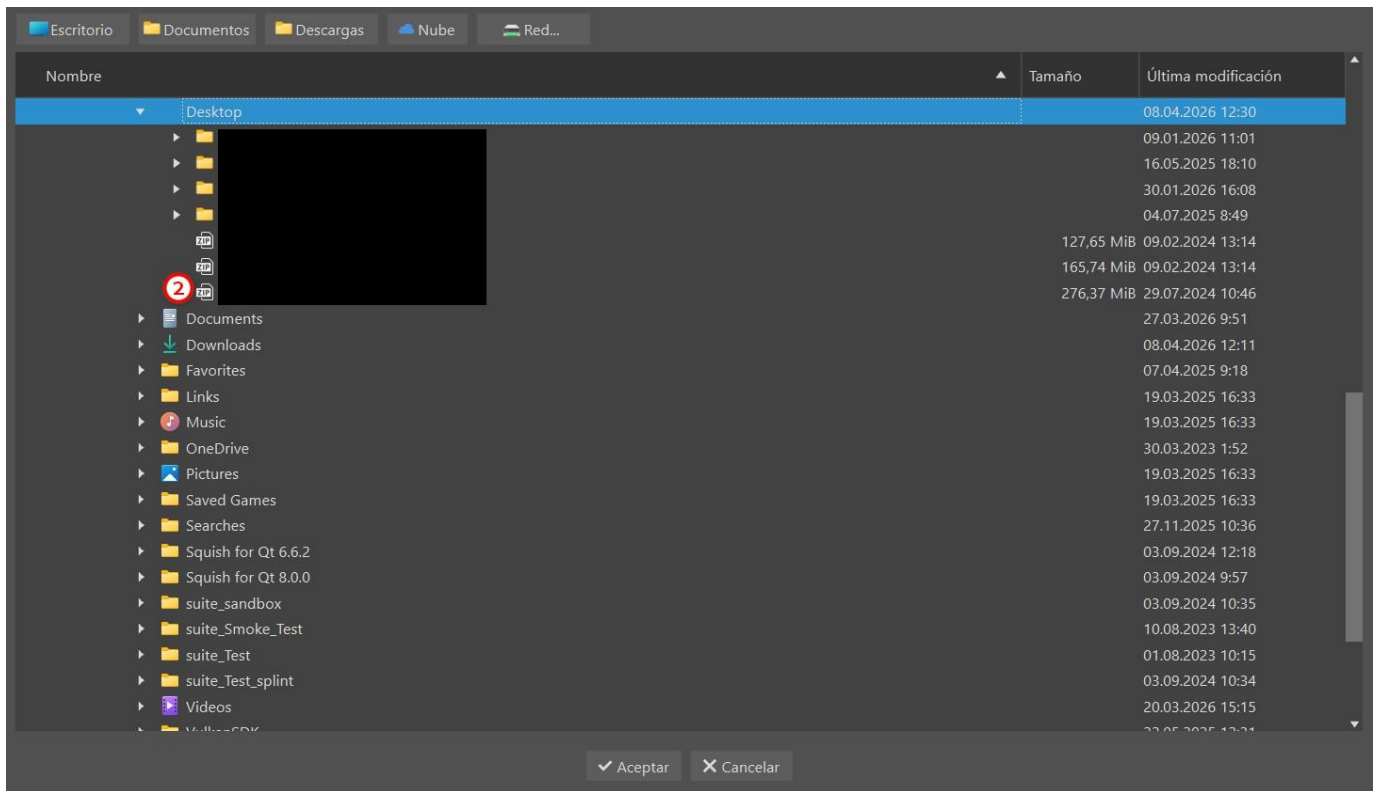 Escritorio Documentos Descargas Nube Red...
Nombre Tamaño Última modificación
Desktop 08.04.2026 12:30
09.01.2026 11:01
16.05.2025 18:10
30.01.2026 16:08
04.07.2025 8:49
ZIP 127,65 MiB 09.02.2024 13:14
ZIP 165,74 MiB 09.02.2024 13:14
2 ZIP 276,37 MiB 29.07.2024 10:46
Documents 27.03.2026 9:51
Downloads 08.04.2026 12:11
Favorites 07.04.2025 9:18
Links 19.03.2025 16:33
Music 19.03.2025 16:33
OneDrive 30.03.2023 1:52
Pictures 19.03.2025 16:33
Saved Games 19.03.2025 16:33
Searches 27.11.2025 10:36
Squish for Qt 6.6.2 03.09.2024 12:18
Squish for Qt 8.0.0 03.09.2024 9:57
suite_sandbox 03.09.2024 10:35
suite_Smoke_Test 10.08.2023 13:40
suite_Test 01.08.2023 10:15
suite_Test_splint 03.09.2024 10:34
Videos 20.03.2026 15:15
Aceptar Cancelar